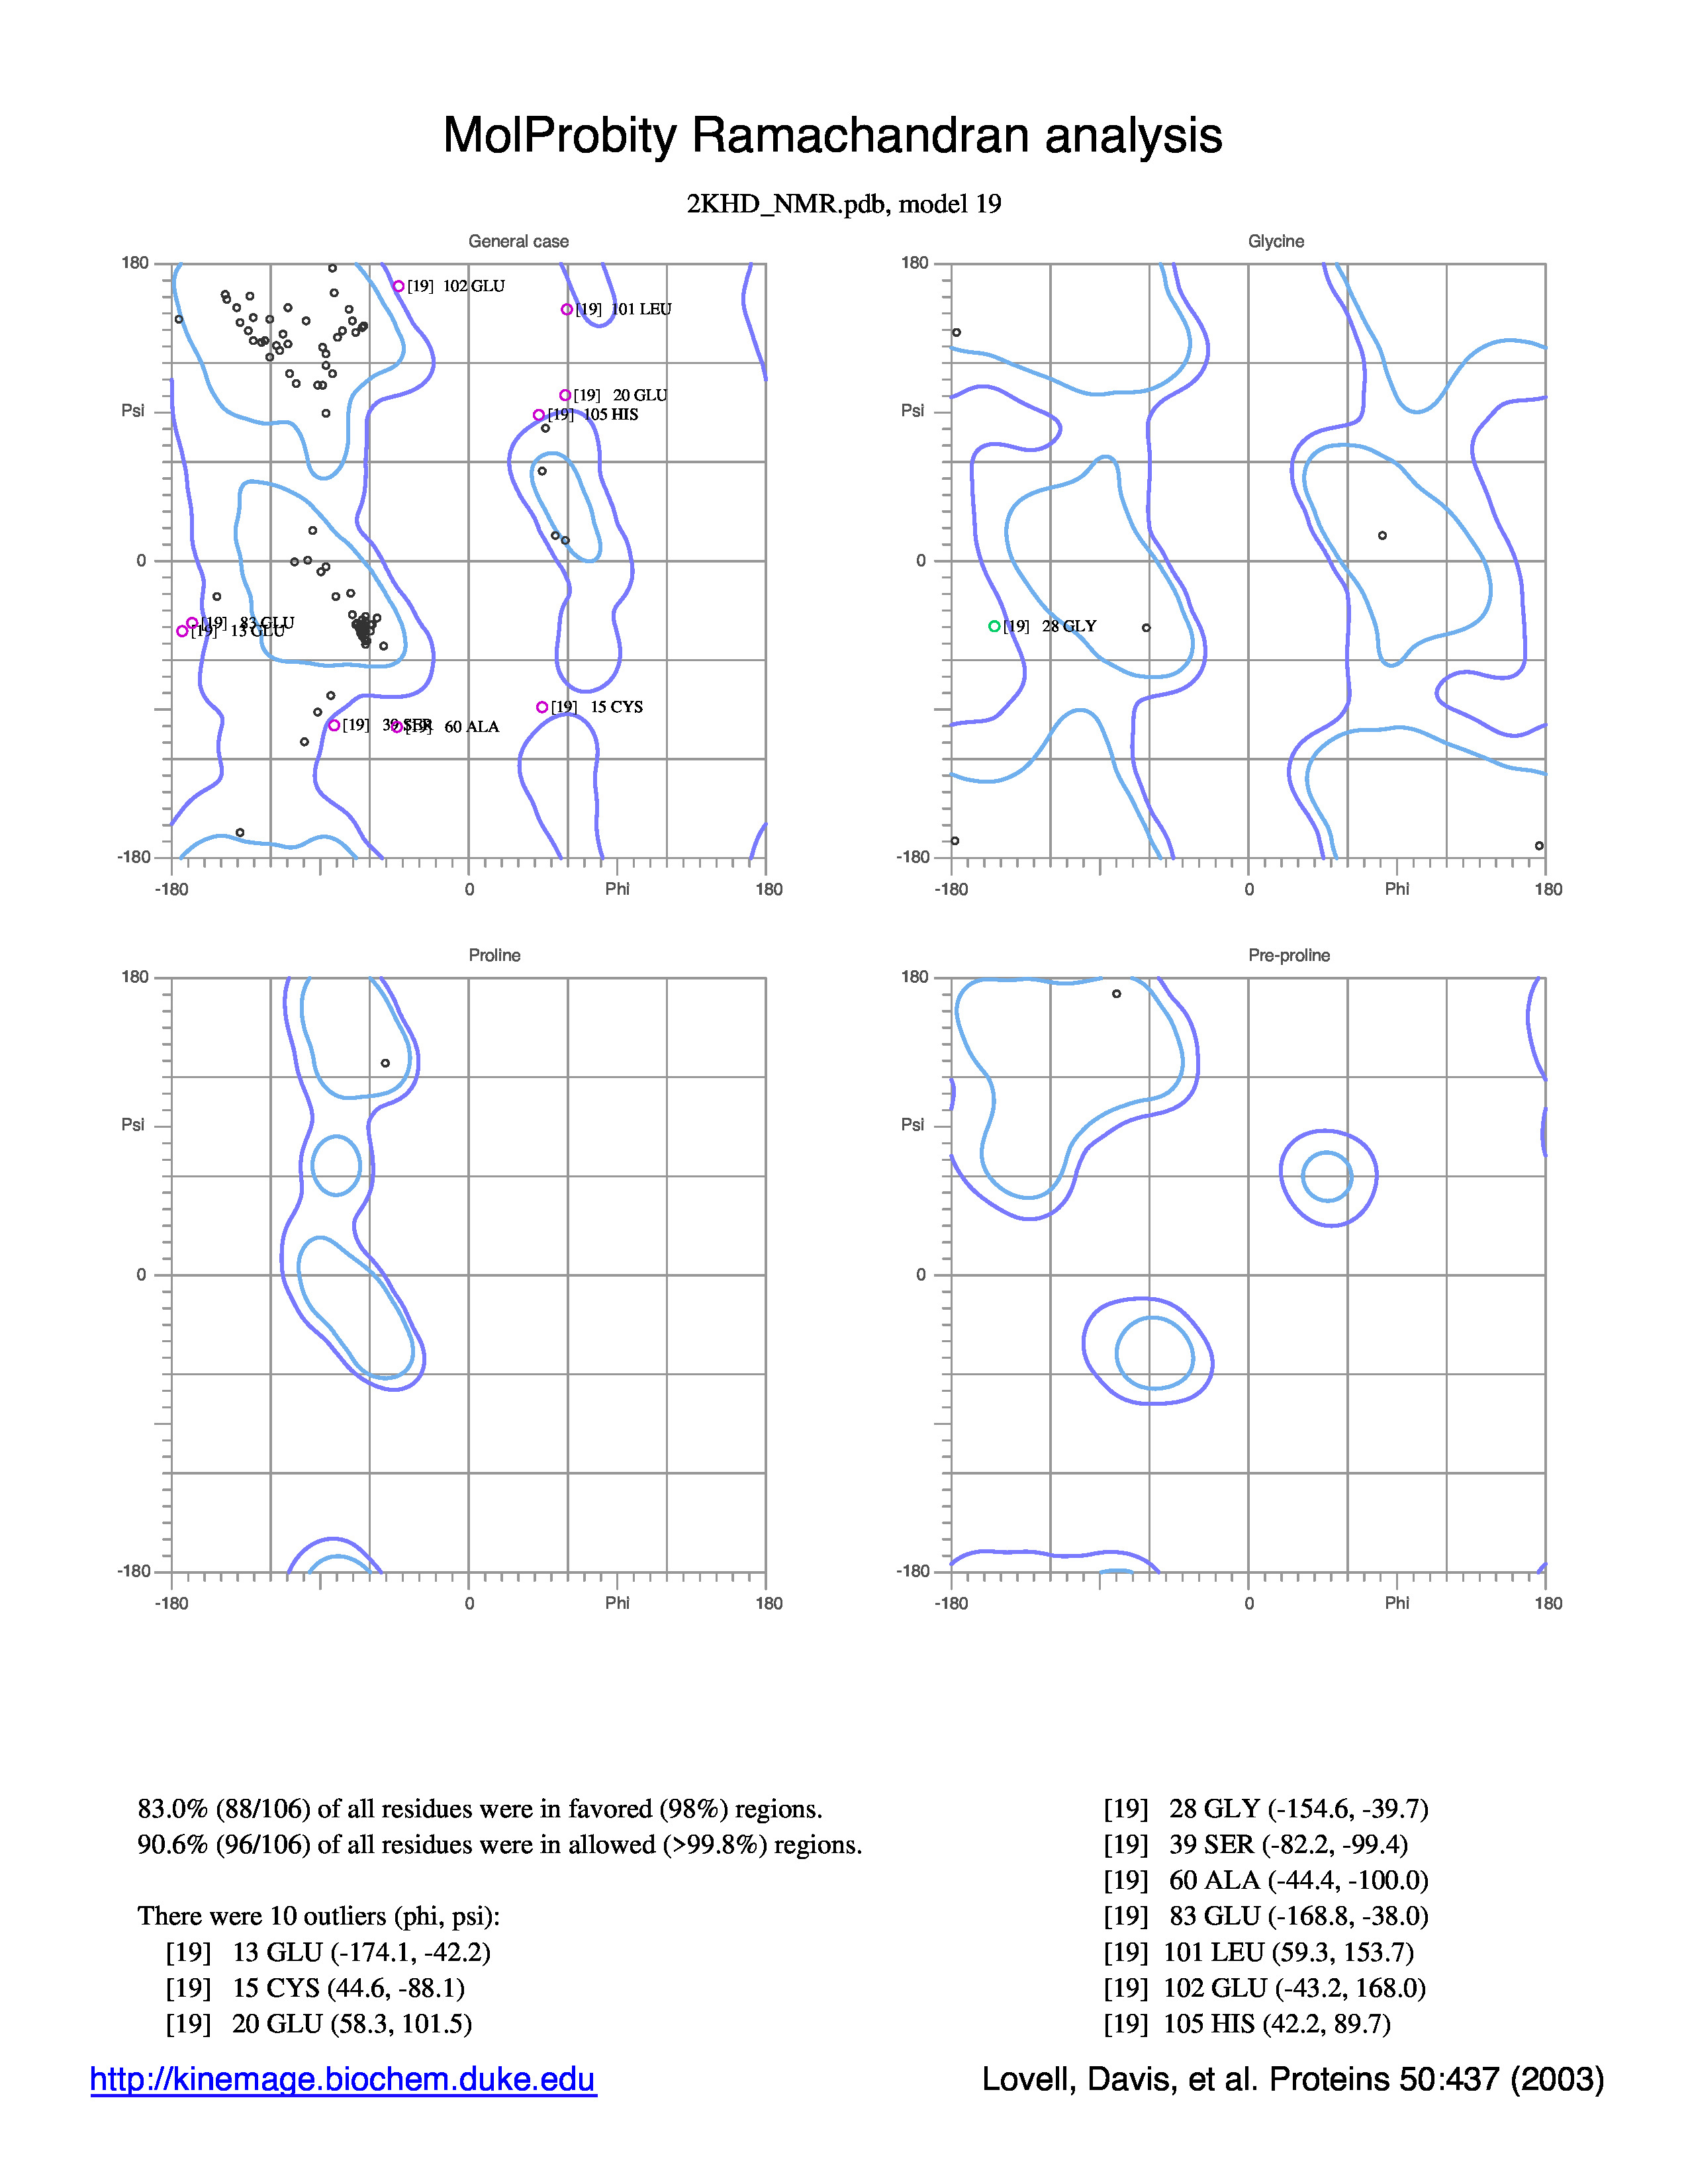 MolProbity Ramachandran analysis
2KHD_NMR.pdb, model 19
General case
180
Psi
0
-180
-180
0
Phi
180
[19] 102 GLU
[19] 101 LEU
[19] 20 GLU
[19] 105 HIS
[19] 83 GLU
[19] 13 GLU
[19] 15 CYS
[19] 39 SER
[19] 60 ALA
Glycine
180
Psi
0
-180
-180
0
Phi
180
[19] 28 GLY
Proline
180
Psi
0
-180
-180
0
Phi
180
Pre-proline
180
Psi
0
-180
-180
0
Phi
180
83.0% (88/106) of all residues were in favored (98%) regions.
90.6% (96/106) of all residues were in allowed (>99.8%) regions.
There were 10 outliers (phi, psi):
[19] 13 GLU (-174.1, -42.2)
[19] 15 CYS (44.6, -88.1)
[19] 20 GLU (58.3, 101.5)
[19] 28 GLY (-154.6, -39.7)
[19] 39 SER (-82.2, -99.4)
[19] 60 ALA (-44.4, -100.0)
[19] 83 GLU (-168.8, -38.0)
[19] 101 LEU (59.3, 153.7)
[19] 102 GLU (-43.2, 168.0)
[19] 105 HIS (42.2, 89.7)
http://kinemage.biochem.duke.edu
Lovell, Davis, et al. Proteins 50:437 (2003)